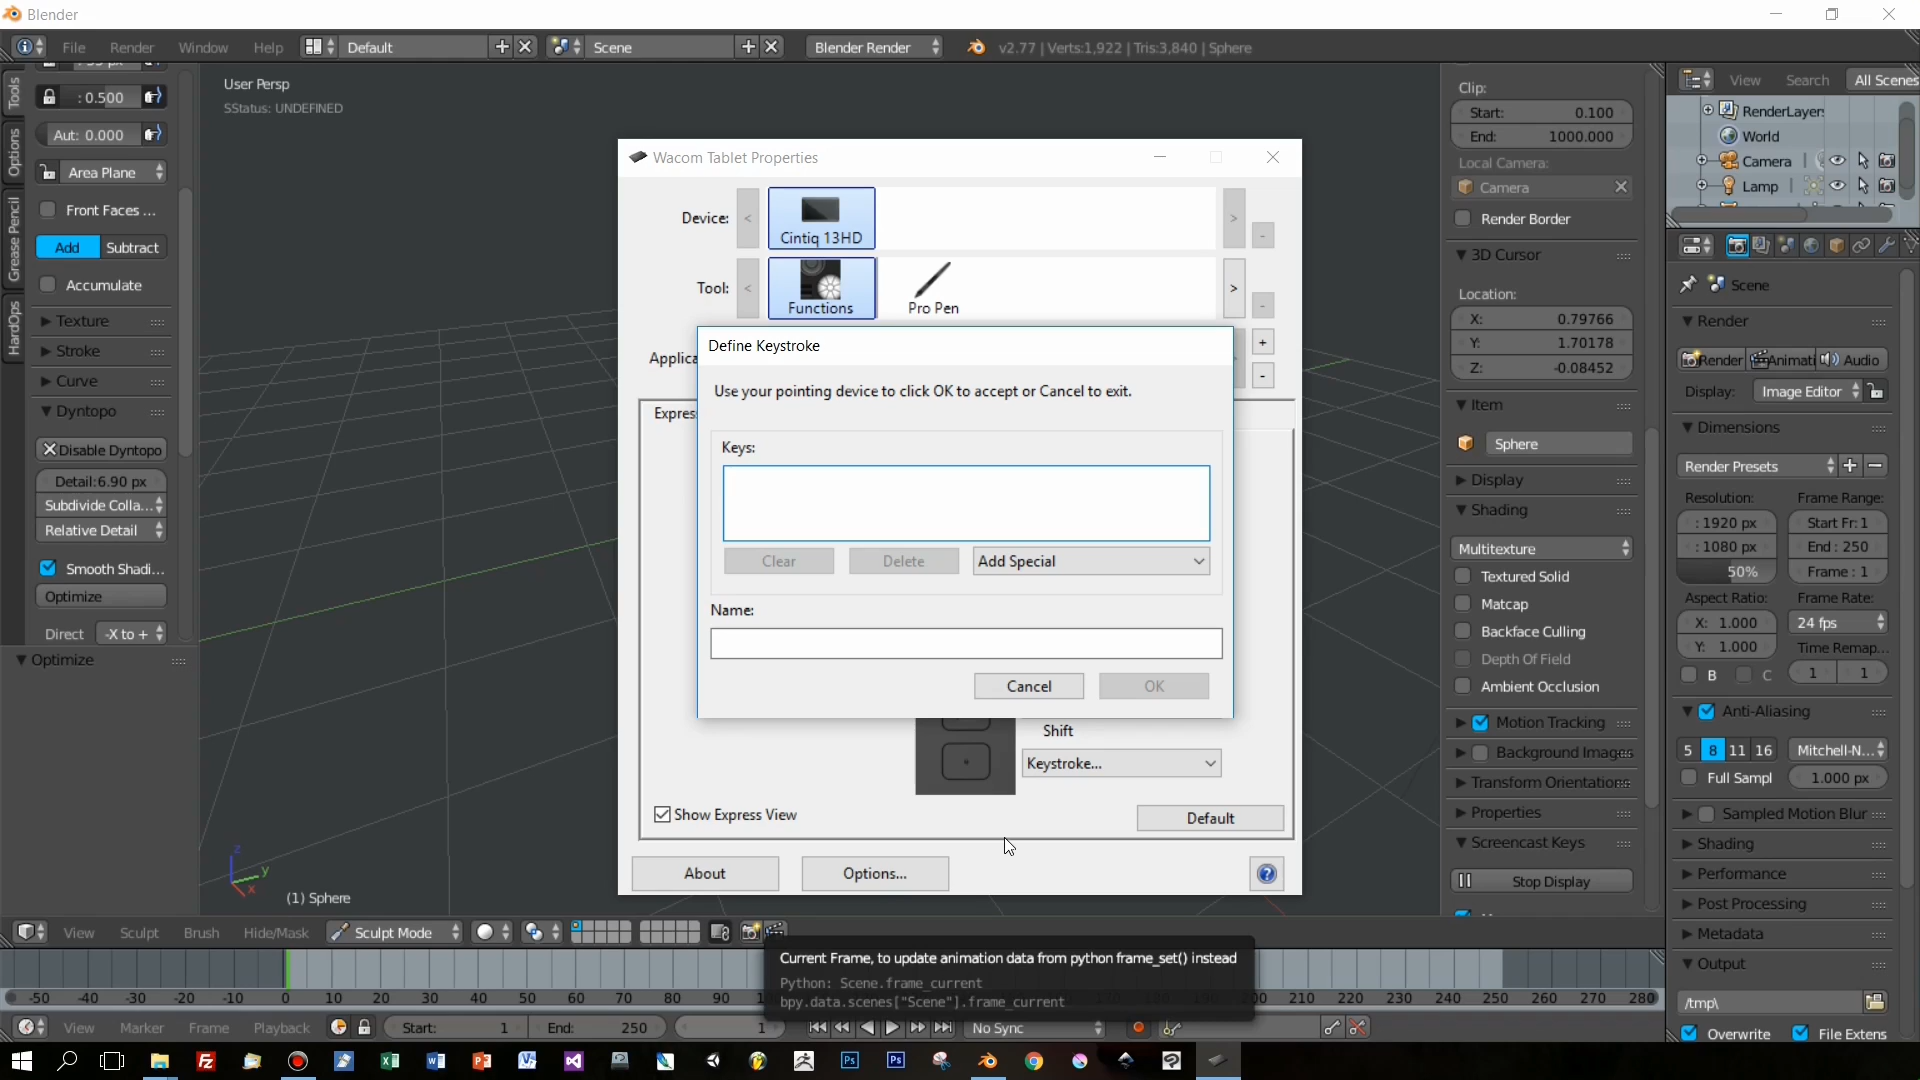 Blender
File Render Window Help Default Scene Blender Render v2.77 | Verts:1,922 | Tris:3,840 | Sphere
Tools
Options
Grease Pencil
HardOps
: 0.500
Aut: 0.000
Area Plane
Front Faces ...
Add Subtract
Accumulate
Texture
Stroke
Curve
Dyntopo
Disable Dyntopo
Detail:6.90 px
Subdivide Colla...
Relative Detail
Smooth Shadi...
Optimize
Direct -X to +
Optimize
User Persp
SStatus: UNDEFINED
Wacom Tablet Properties
Device: < Cintiq 13HD > -
Tool: < Functions Pro Pen > -
Applica
+
-
Expres
Define Keystroke
Use your pointing device to click OK to accept or Cancel to exit.
Keys:
Clear Delete Add Special
Name:
Cancel OK
Shift
Keystroke...
Show Express View
Default
About Options... ?
z
y
x
(1) Sphere
View Sculpt Brush Hide/Mask Sculpt Mode
Current Frame, to update animation data from python frame_set() instead
Python: Scene.frame_current
bpy.data.scenes["Scene"].frame_current
-50 -40 -30 -20 -10 0 10 20 30 40 50 60 70 80 90 210 220 230 240 250 260 270 280
View Marker Frame Playback Start: 1 End: 250 1 No Sync
Clip:
Start: 0.100
End: 1000.000
Local Camera:
Camera
Render Border
3D Cursor
Location:
X: 0.79766
Y: 1.70178
Z: -0.08452
Item
Sphere
Display
Shading
Multitexture
Textured Solid
Matcap
Backface Culling
Depth Of Field
Ambient Occlusion
Motion Tracking
Background Images
Transform Orientations
Properties
Screencast Keys
Stop Display
View Search All Scenes
RenderLayers
World
Camera
Lamp
Scene
Render
Render Animati Audio
Display: Image Editor
Dimensions
Render Presets
Resolution: Frame Range:
: 1920 px Start Fr: 1
: 1080 px End : 250
50% Frame : 1
Aspect Ratio: Frame Rate:
X: 1.000 24 fps
Y: 1.000 Time Remap...
B C 1 1
Anti-Aliasing
5 8 11 16 Mitchell-N...
Full Sampl 1.000 px
Sampled Motion Blur
Shading
Performance
Post Processing
Metadata
Output
/tmp\
Overwrite File Extens